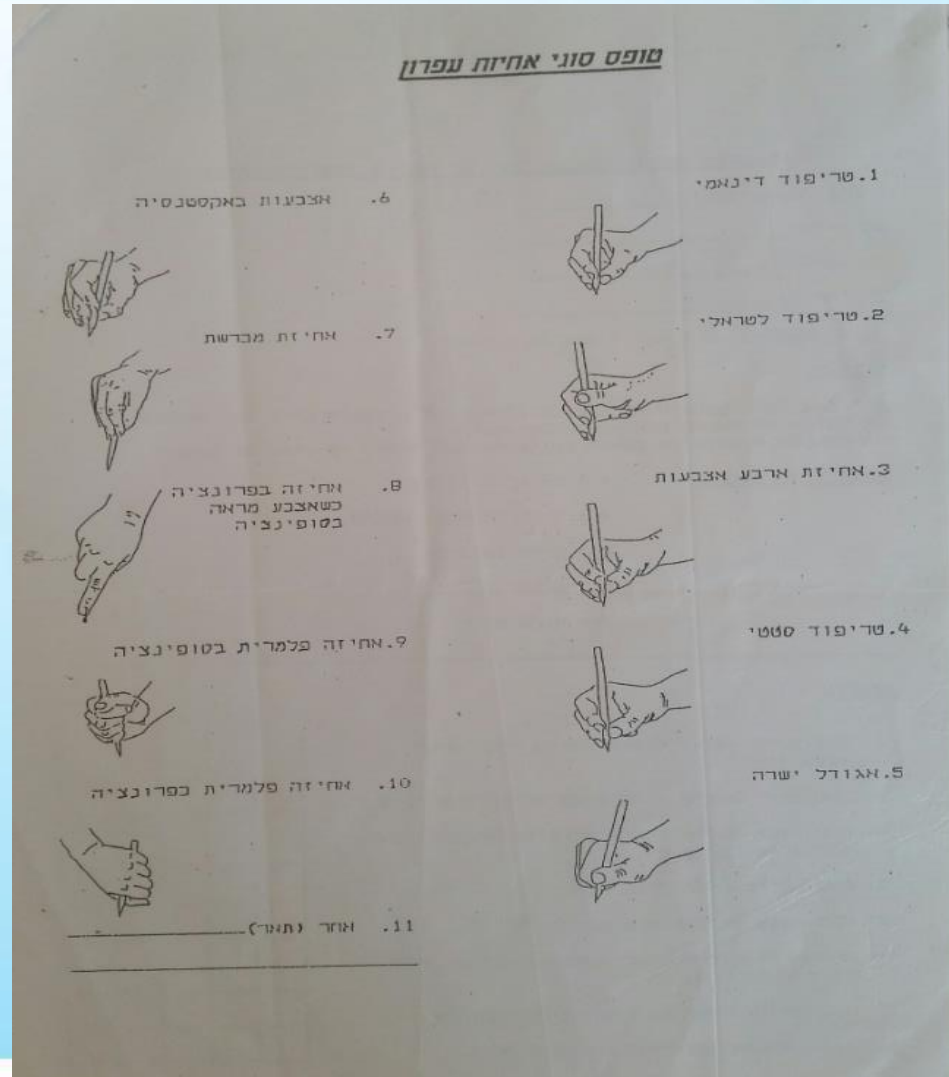 טופס סוגי אחיזת עפרון
1. טריפוד דינאמי
2. טריפוד לטראלי
3. אחיזת ארבע אצבעות
4. טריפוד סטטי
5. אגודל ישרה
6. אצבעות באקסטנסיה
7. אחיזת מברשת
8. אחיזה בפרונציה
כשאצבע מראה
בסופינציה
9. אחיזה פלמרית בסופינציה
10. אחיזה פלמרית בפרונציה
11. אחר (תאר)